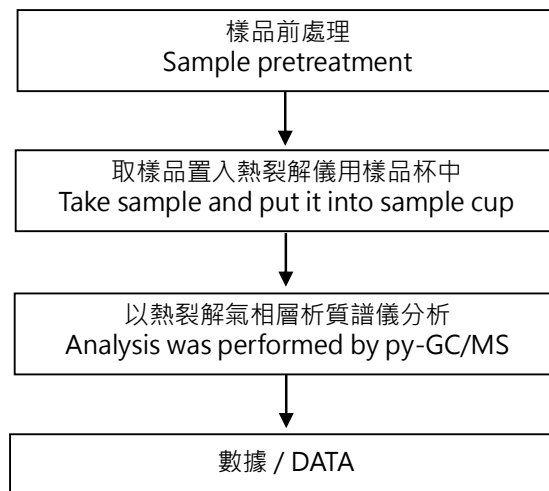 樣品前處理
Sample pretreatment
取樣品置入熱裂解儀用樣品杯中
Take sample and put it into sample cup
以熱裂解氣相層析質譜儀分析
Analysis was performed by py-GC/MS
數據 / DATA